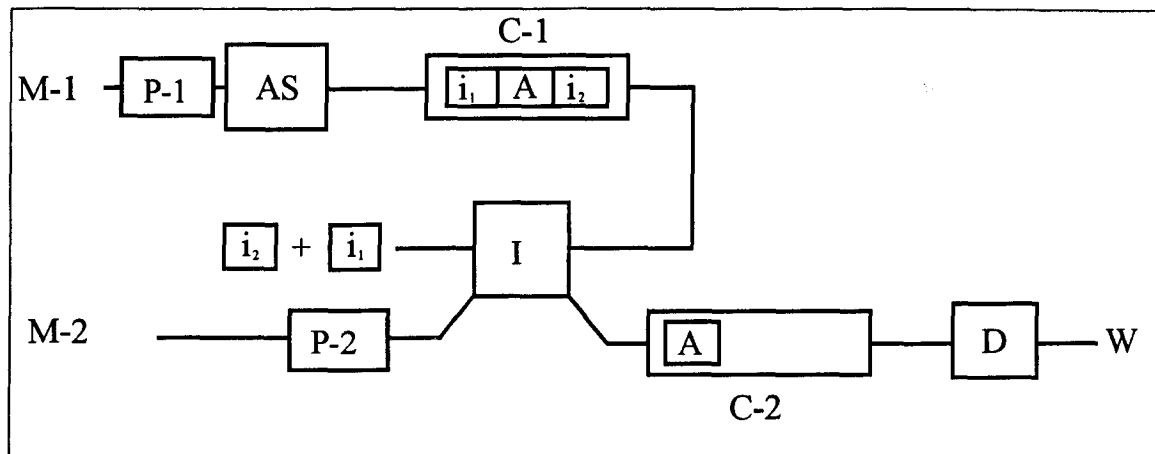 C-1
M-1 P-1 AS i₁ A i₂
i₂ + i₁ I
M-2 P-2 A D W
C-2